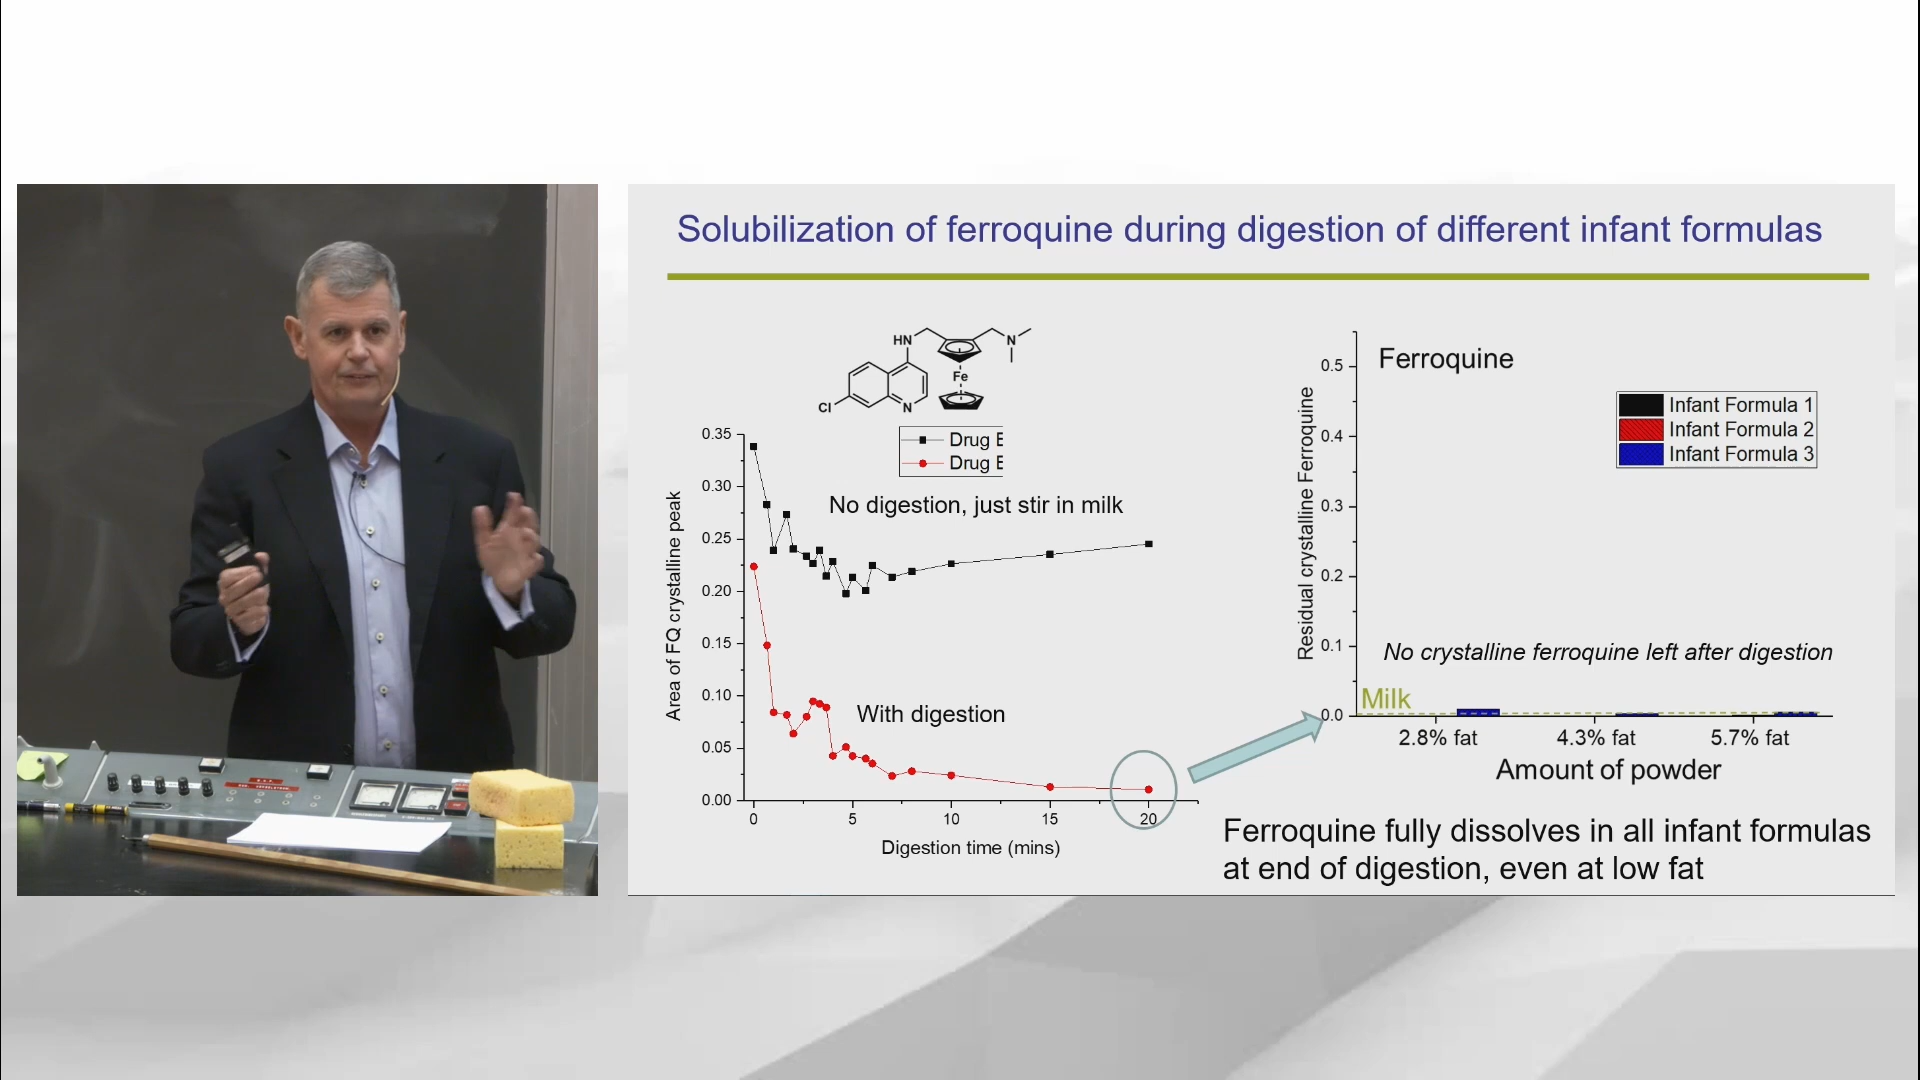 Solubilization of ferroquine during digestion of different infant formulas
HN
N
Fe
Cl
N
Drug E
Drug E
No digestion, just stir in milk
With digestion
Area of FQ crystalline peak
0.35
0.30
0.25
0.20
0.15
0.10
0.05
0.00
0
5
10
15
20
Digestion time (mins)
Ferroquine
Infant Formula 1
Infant Formula 2
Infant Formula 3
Residual crystalline Ferroquine
0.5
0.4
0.3
0.2
0.1
0.0
No crystalline ferroquine left after digestion
Milk
2.8% fat
4.3% fat
5.7% fat
Amount of powder
Ferroquine fully dissolves in all infant formulas
at end of digestion, even at low fat